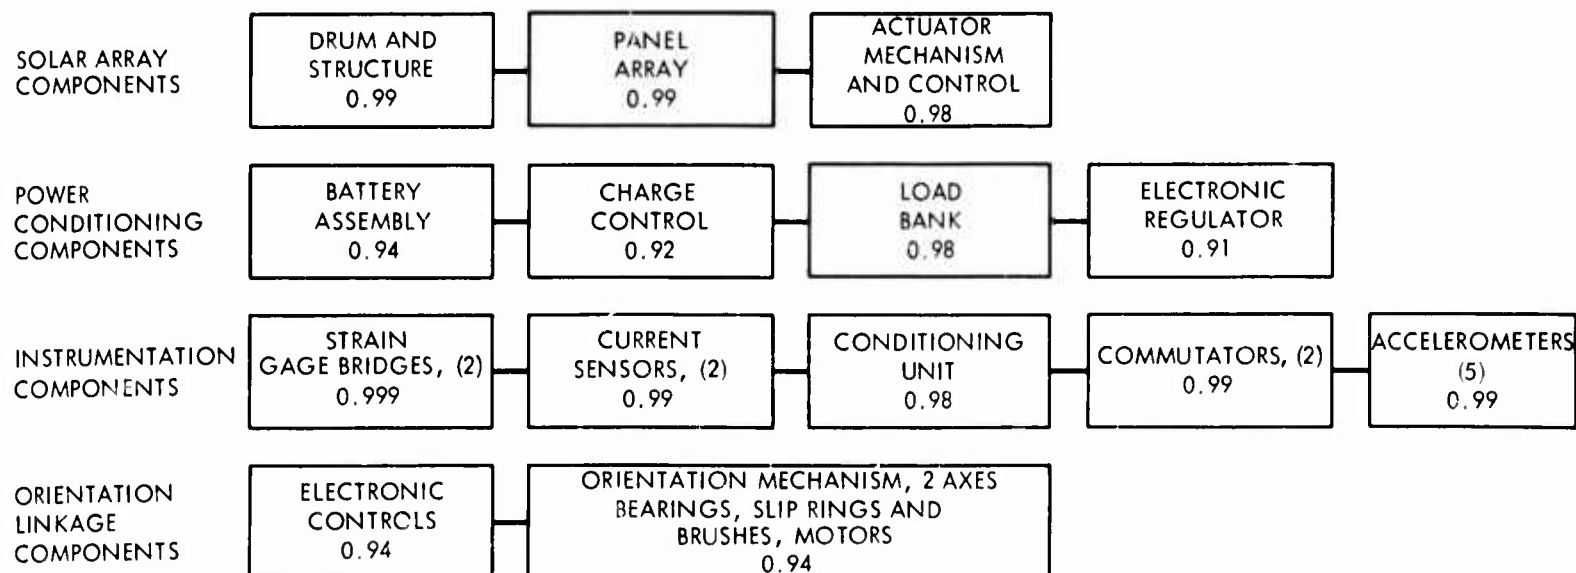 SOLAR ARRAY
COMPONENTS
DRUM AND
STRUCTURE
0.99
PANEL
ARRAY
0.99
ACTUATOR
MECHANISM
AND CONTROL
0.98
POWER
CONDITIONING
COMPONENTS
BATTERY
ASSEMBLY
0.94
CHARGE
CONTROL
0.92
LOAD
BANK
0.98
ELECTRONIC
REGULATOR
0.91
INSTRUMENTATION
COMPONENTS
STRAIN
GAGE BRIDGES, (2)
0.999
CURRENT
SENSORS, (2)
0.99
CONDITIONING
UNIT
0.98
COMMUTATORS, (2)
0.99
ACCELEROMETERS
(5)
0.99
ORIENTATION
LINKAGE
COMPONENTS
ELECTRONIC
CONTROLS
0.94
ORIENTATION MECHANISM, 2 AXES
BEARINGS, SLIP RINGS AND
BRUSHES, MOTORS
0.94